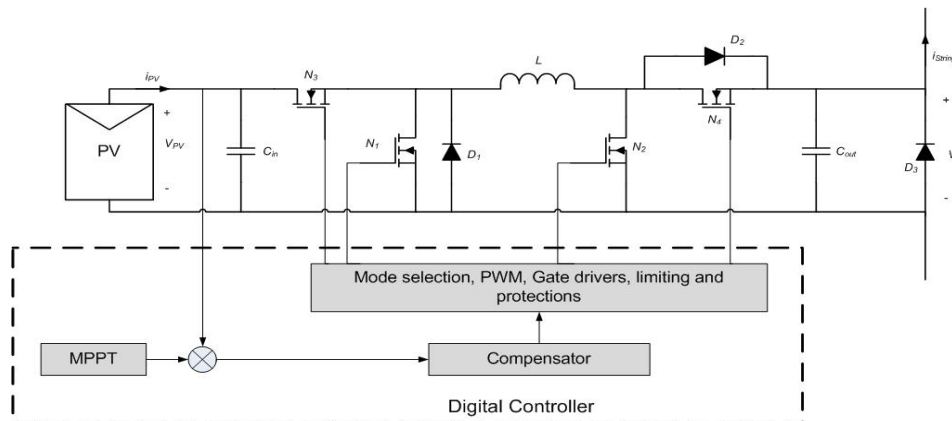 i_PV
N_3
L
D_2
i_String
PV
+
V_PV
-
C_in
N_1
D_1
N_2
N_4
C_out
D_3
+
V
-
Mode selection, PWM, Gate drivers, limiting and
protections
MPPT
Compensator
Digital Controller